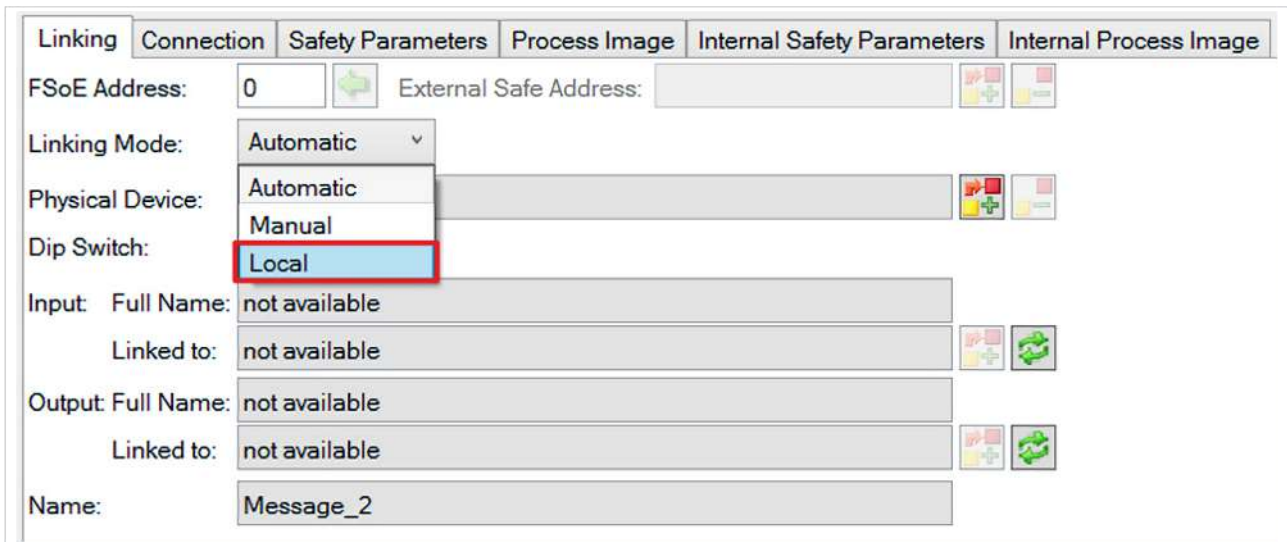 Linking Connection Safety Parameters Process Image Internal Safety Parameters Internal Process Image
FSoE Address: 0 External Safe Address:
Linking Mode: Automatic
Automatic
Physical Device:
Manual
Dip Switch:
Local
Input: Full Name: not available
Linked to: not available
Output: Full Name: not available
Linked to: not available
Name: Message_2